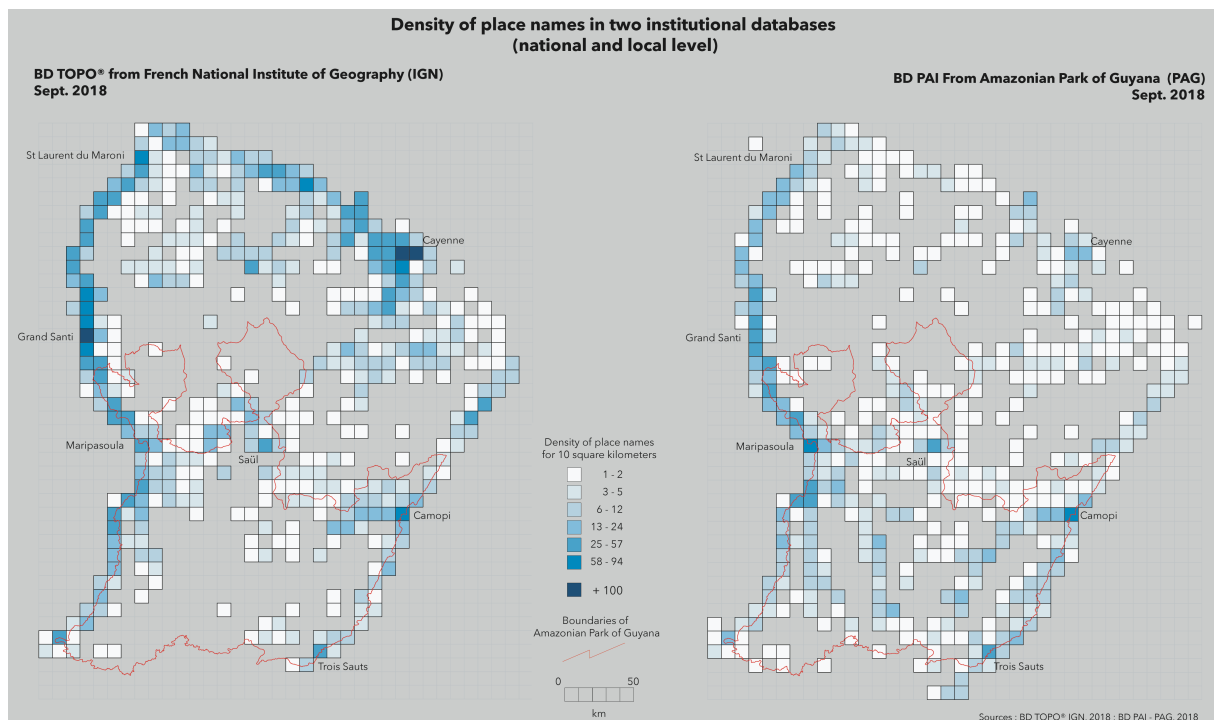 Density of place names in two institutional databases
(national and local level)
BD TOPO® from French National Institute of Geography (IGN)
Sept. 2018
BD PAI From Amazonian Park of Guyana (PAG)
Sept. 2018
St Laurent du Maroni
Cayenne
Grand Santi
Maripasoula
Saül
Camopi
Trois Sauts
Density of place names
for 10 square kilometers
1 - 2
3 - 5
6 - 12
13 - 24
25 - 57
58 - 94
+ 100
Boundaries of
Amazonian Park of Guyana
0 50
km
St Laurent du Maroni
Cayenne
Grand Santi
Maripasoula
Saül
Camopi
Trois Sauts
Sources : BD TOPO® IGN, 2018 ; BD PAI - PAG, 2018